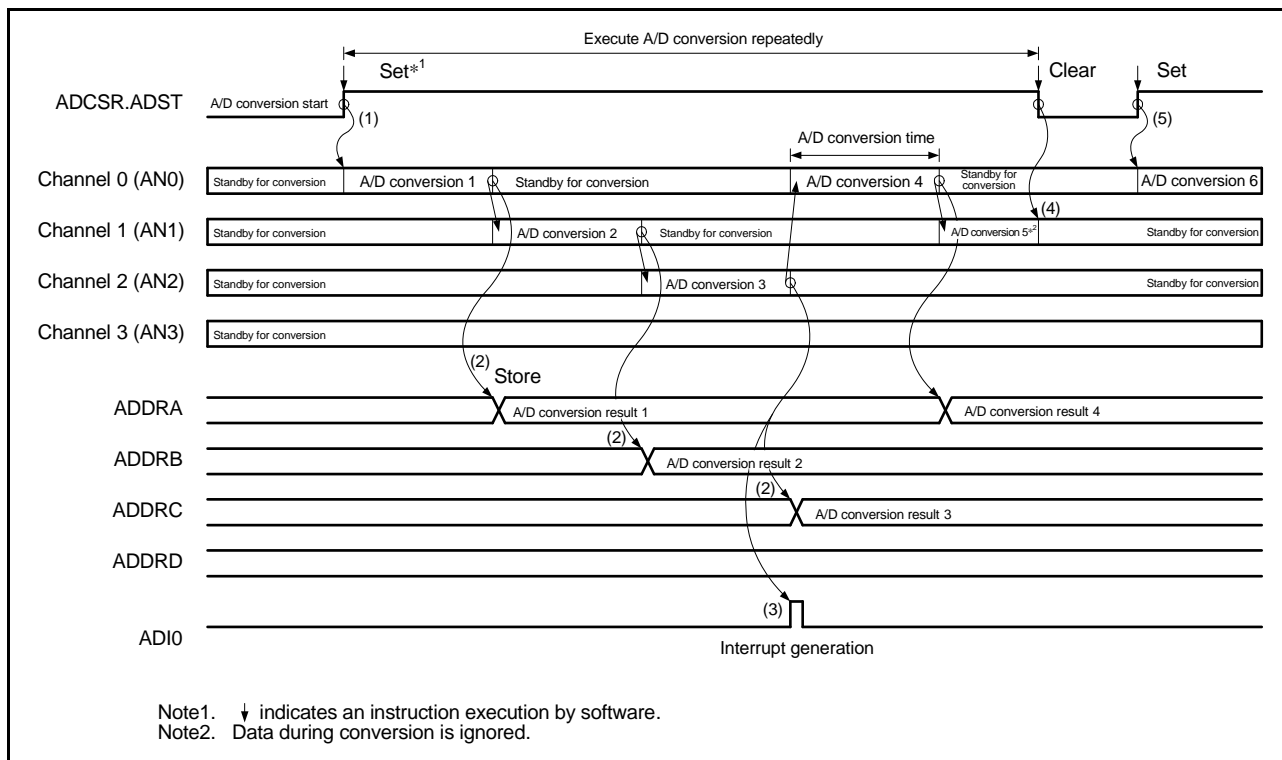 Execute A/D conversion repeatedly
Set*1
Clear
Set
ADCSR.ADST
A/D conversion start
(1)
(5)
A/D conversion time
Channel 0 (AN0)
Standby for conversion
A/D conversion 1
Standby for conversion
A/D conversion 4
Standby for
conversion
A/D conversion 6
(4)
Channel 1 (AN1)
Standby for conversion
A/D conversion 2
Standby for conversion
A/D conversion 5*2
Standby for conversion
Channel 2 (AN2)
Standby for conversion
A/D conversion 3
Standby for conversion
Channel 3 (AN3)
Standby for conversion
(2)
Store
ADDRA
A/D conversion result 1
A/D conversion result 4
(2)
ADDRB
A/D conversion result 2
(2)
ADDRC
A/D conversion result 3
ADDRD
(3)
ADI0
Interrupt generation
Note1. ↓ indicates an instruction execution by software.
Note2. Data during conversion is ignored.